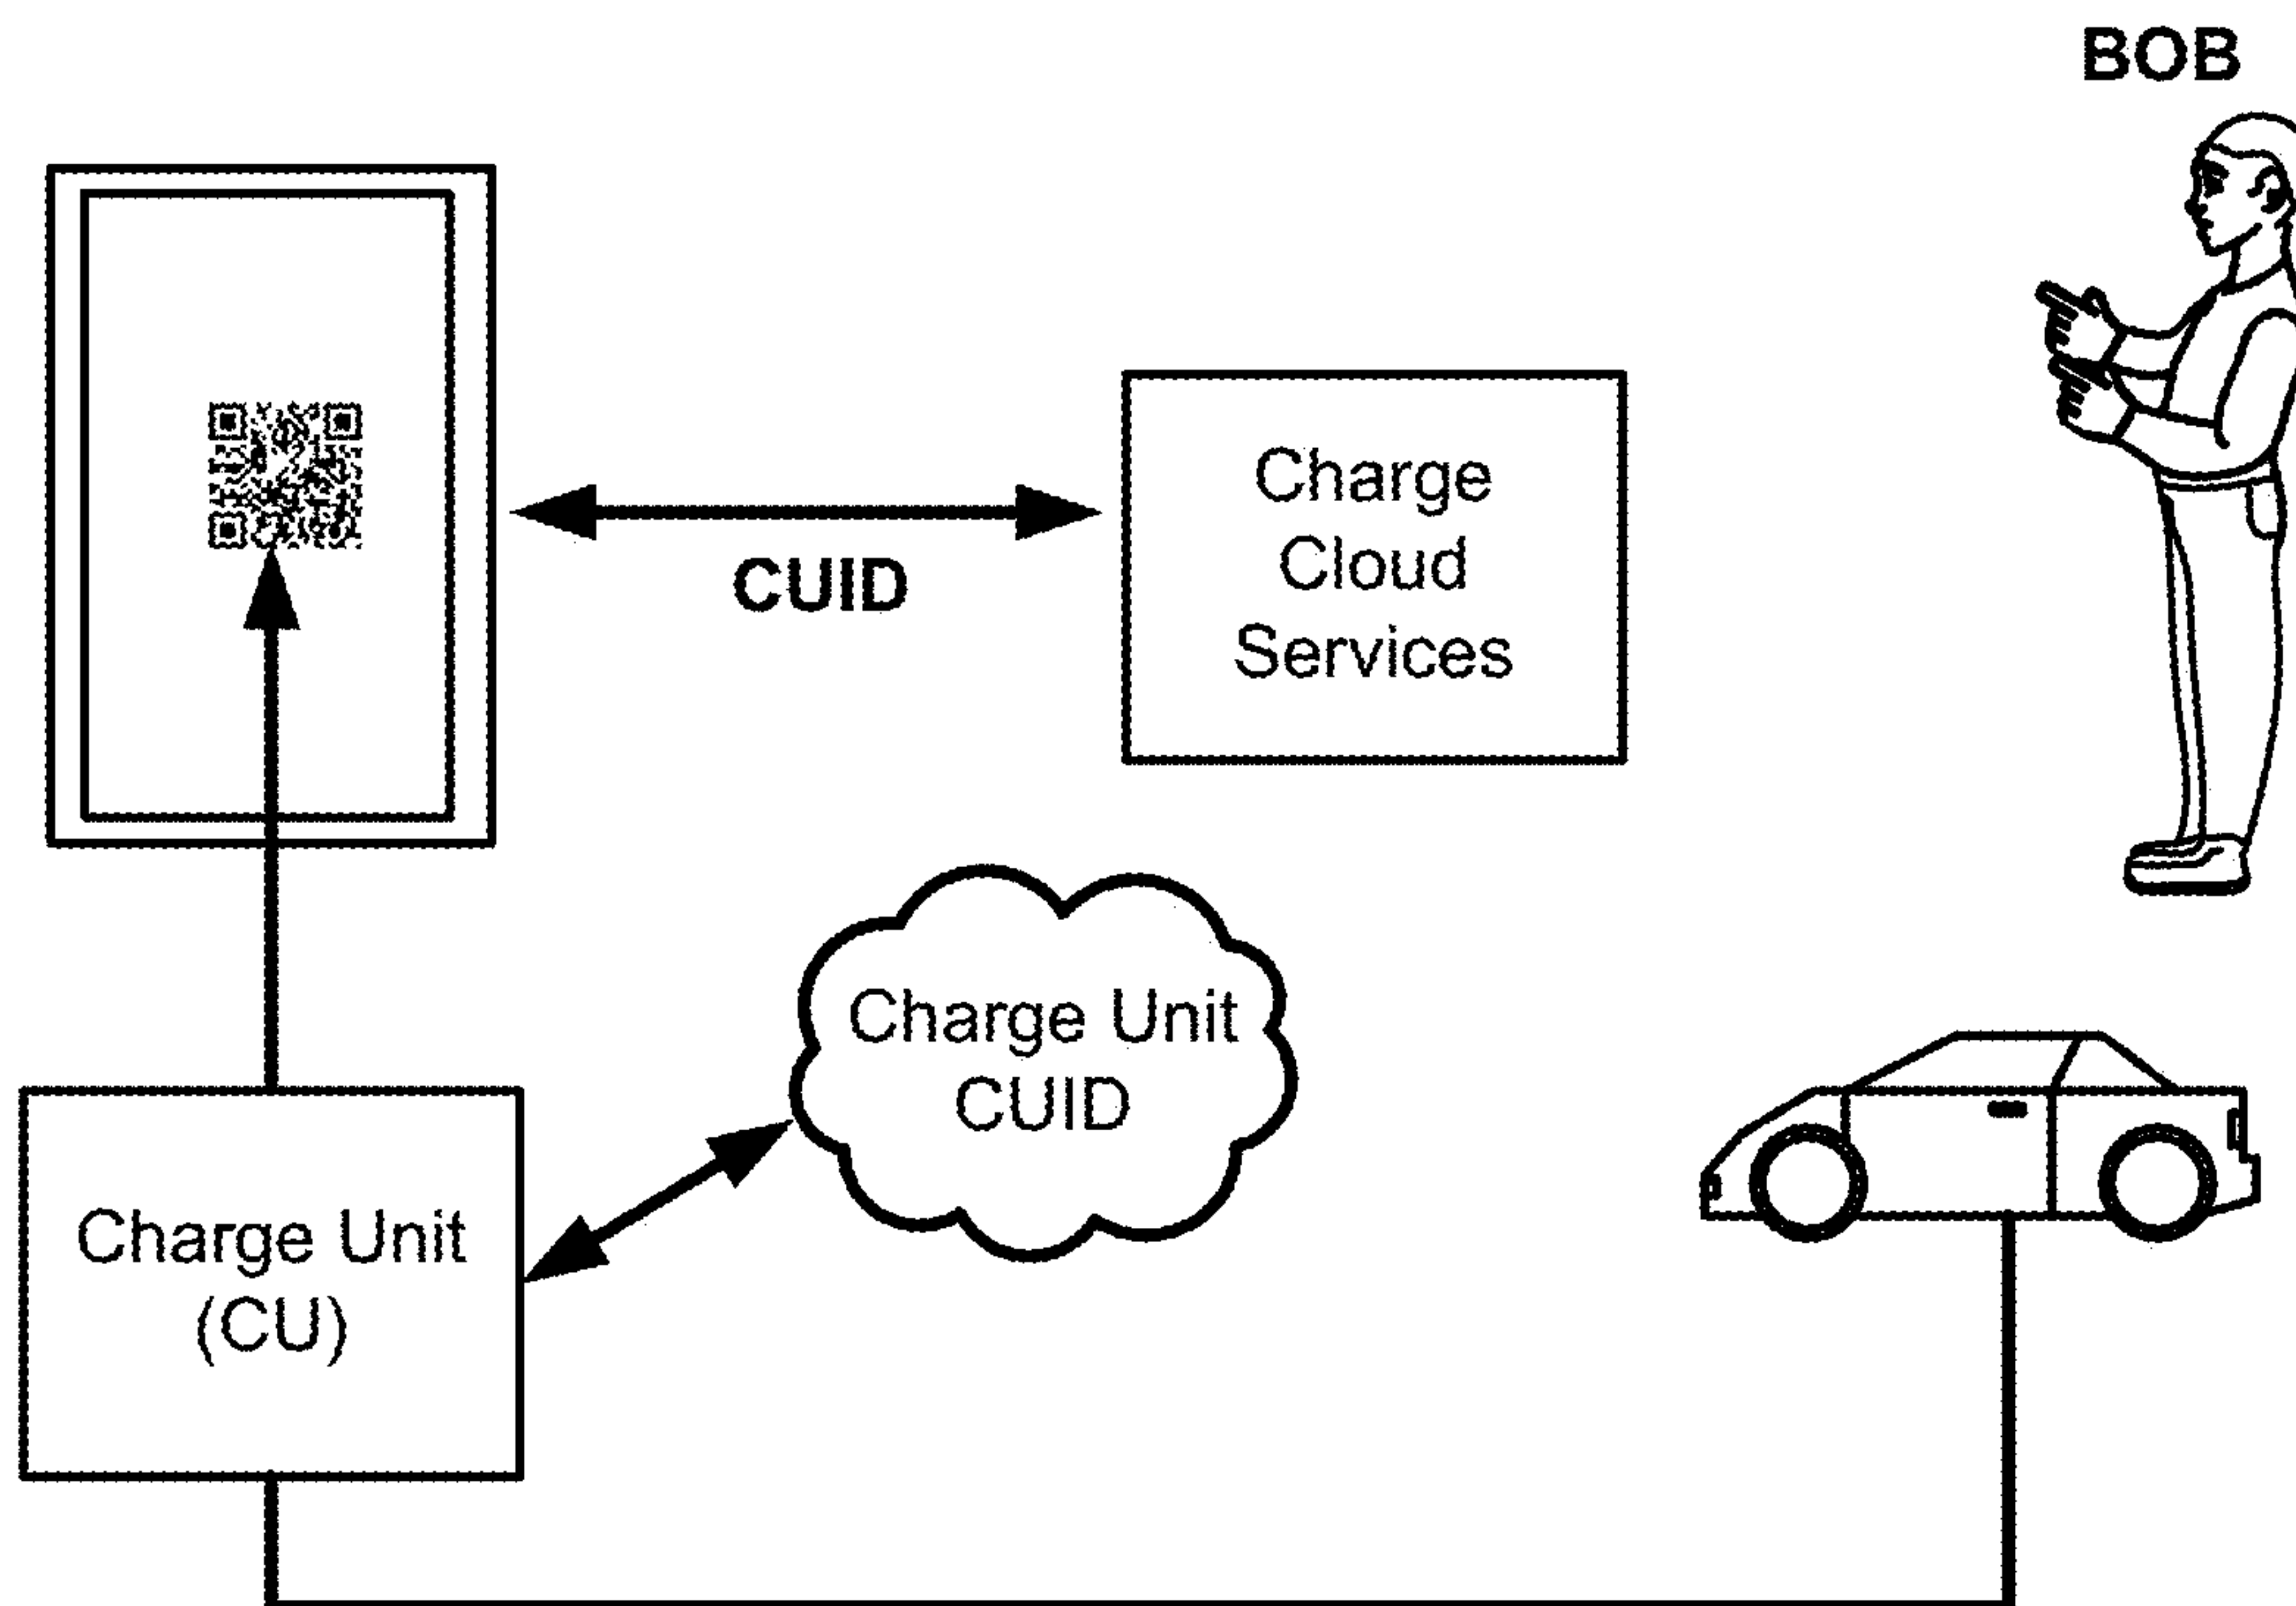 BOB
CUID
Charge
Cloud
Services
Charge Unit
CUID
Charge Unit
(CU)